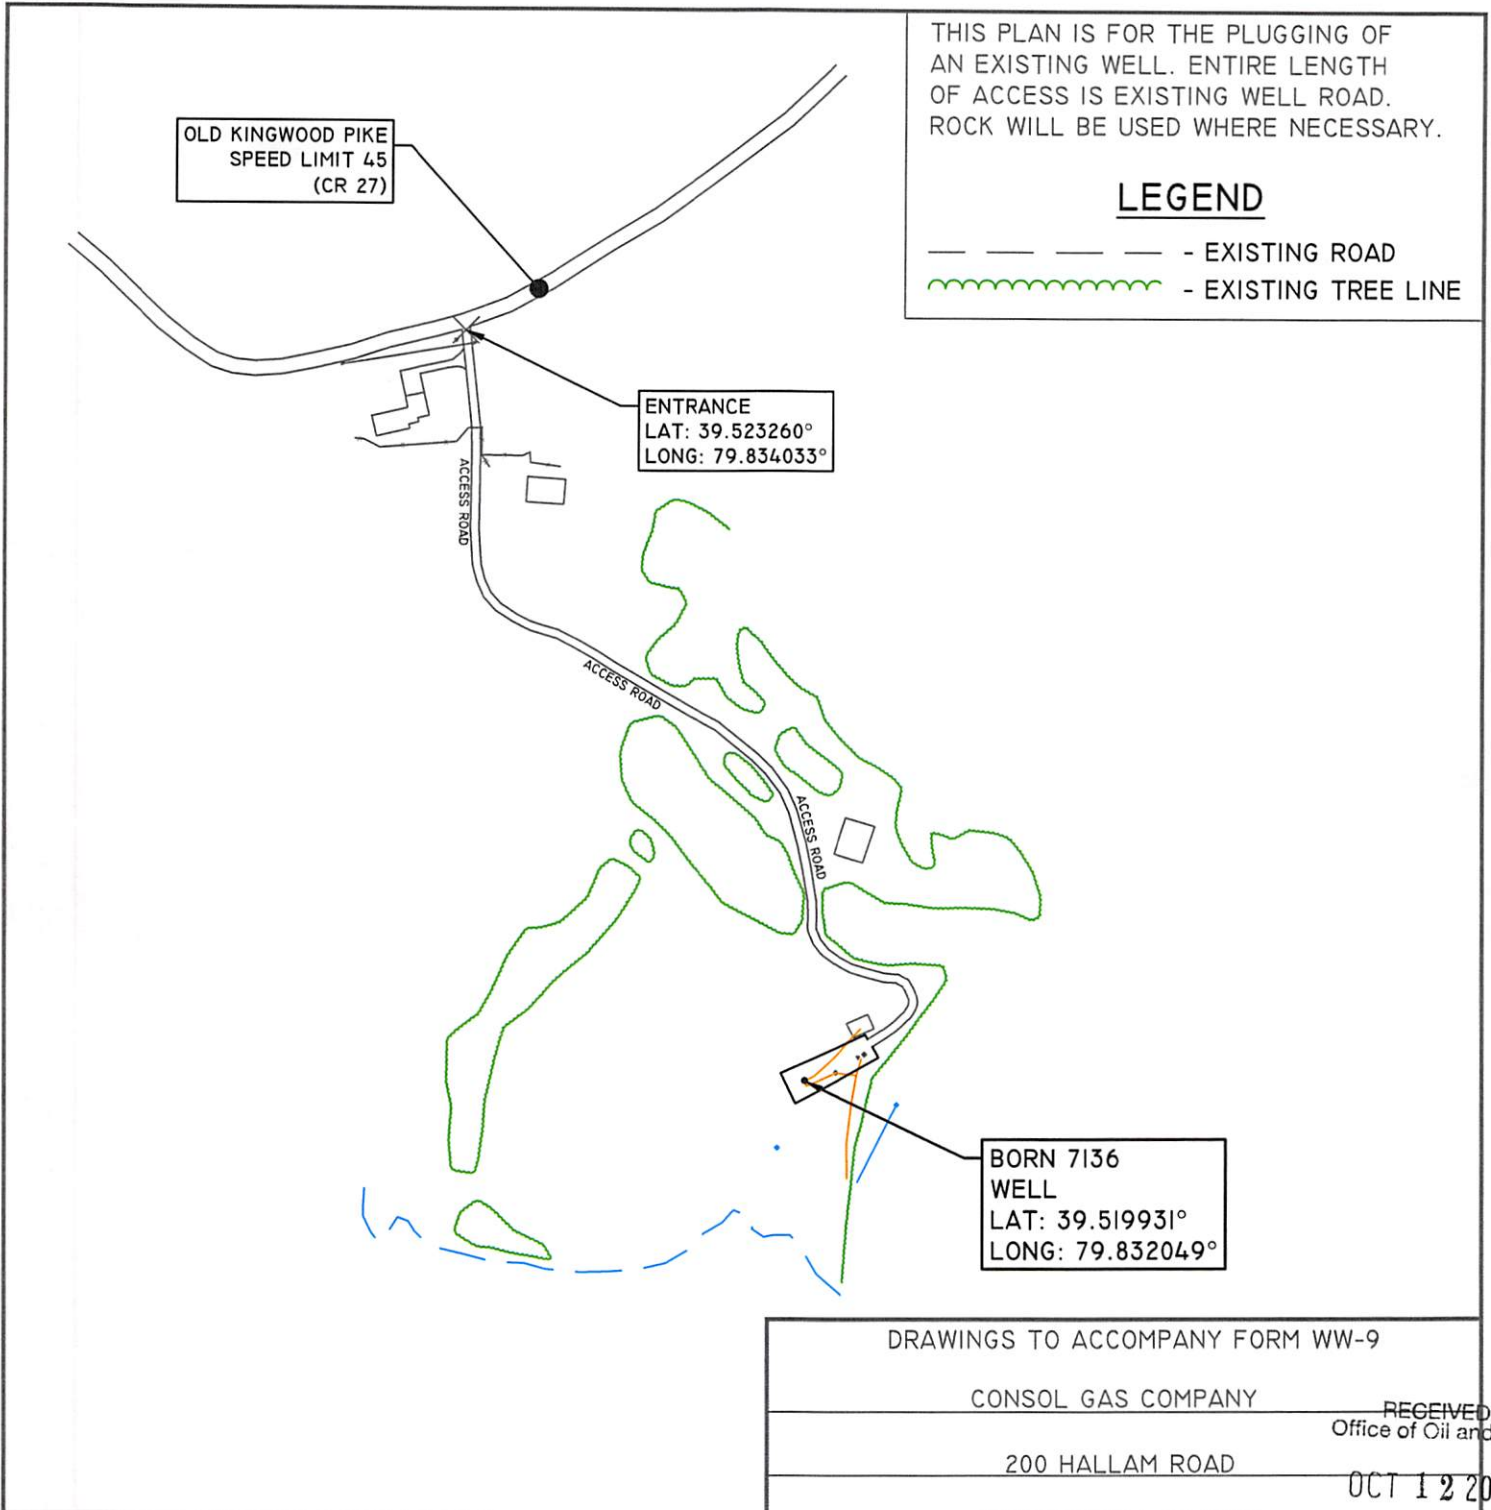 THIS PLAN IS FOR THE PLUGGING OF
AN EXISTING WELL. ENTIRE LENGTH
OF ACCESS IS EXISTING WELL ROAD.
ROCK WILL BE USED WHERE NECESSARY.
LEGEND
- EXISTING ROAD
- EXISTING TREE LINE
OLD KINGWOOD PIKE
SPEED LIMIT 45
(CR 27)
ENTRANCE
LAT: 39.523260°
LONG: 79.834033°
ACCESS ROAD
ACCESS ROAD
ACCESS ROAD
BORN 7136
WELL
LAT: 39.519931°
LONG: 79.832049°
DRAWINGS TO ACCOMPANY FORM WW-9
CONSOL GAS COMPANY
RECEIVED
Office of Oil and
200 HALLAM ROAD
OCT 12 20